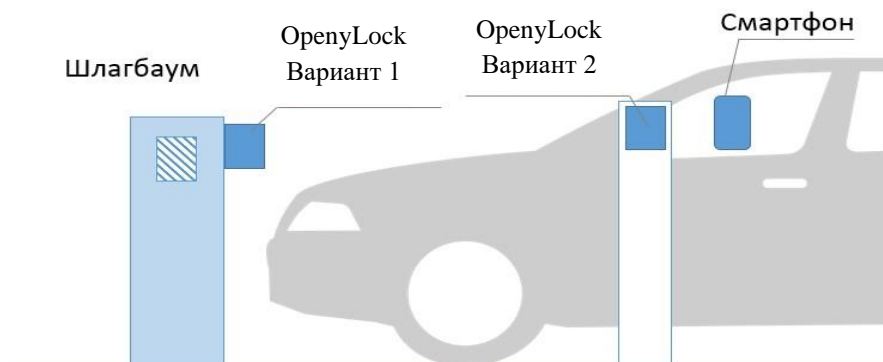 Шлагбаум
OpenyLock
Вариант 1
OpenyLock
Вариант 2
Смартфон